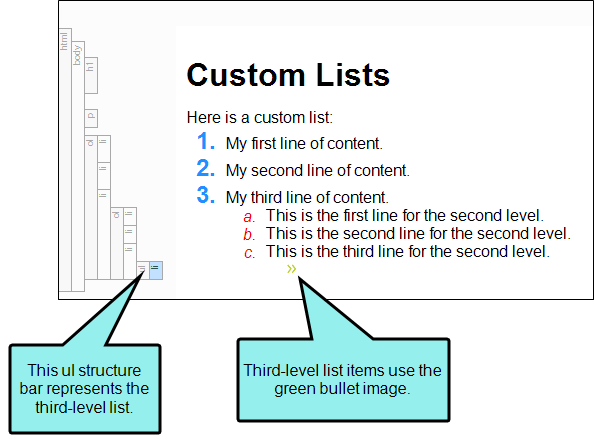 html
body
h1
p
ol
li
li
li
ol
li
li
li
ul
li
Custom Lists
Here is a custom list:
1. My first line of content.
2. My second line of content.
3. My third line of content.
a. This is the first line for the second level.
b. This is the second line for the second level.
c. This is the third line for the second level.
»
This ul structure
bar represents the
third-level list.
Third-level list items use the
green bullet image.